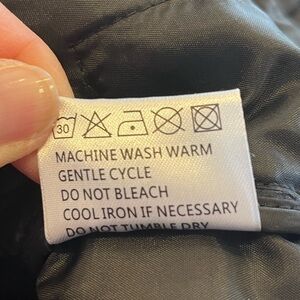 30
MACHINE WASH WARM
GENTLE CYCLE
DO NOT BLEACH
COOL IRON IF NECESSARY
DO NOT TUMBLE DRY